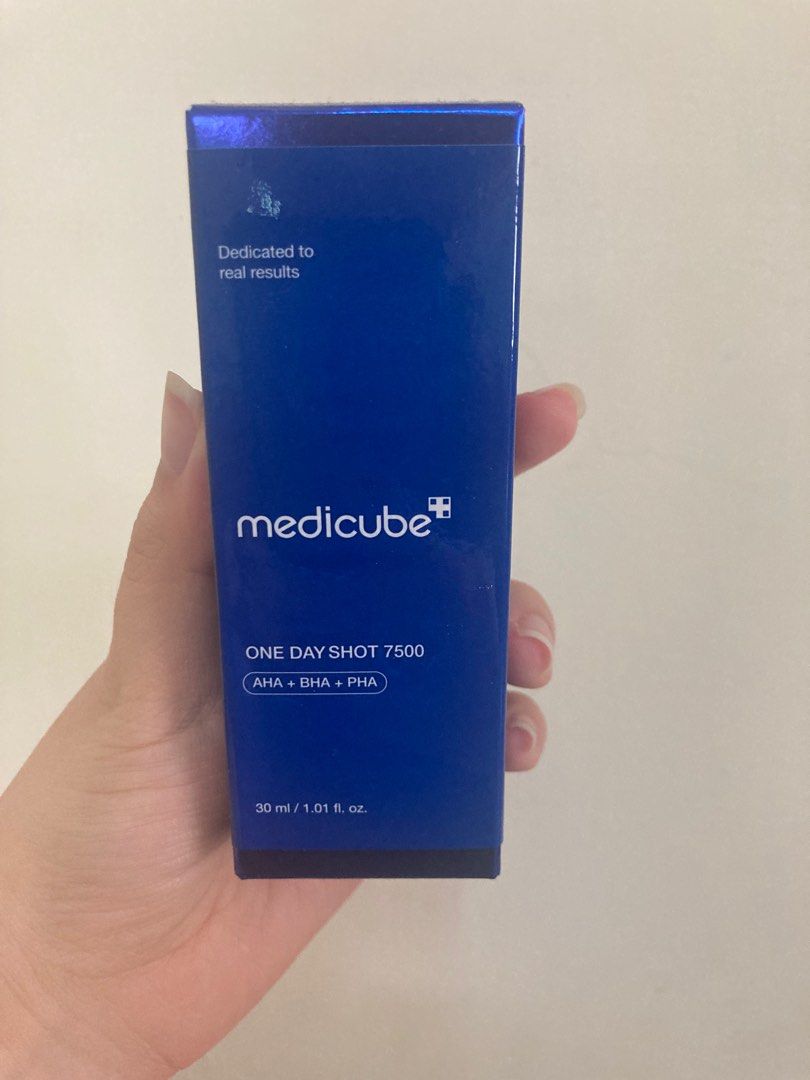 Dedicated to
real results
medicube
ONE DAY SHOT 7500
AHA + BHA + PHA
30 ml / 1.01 fl. oz.